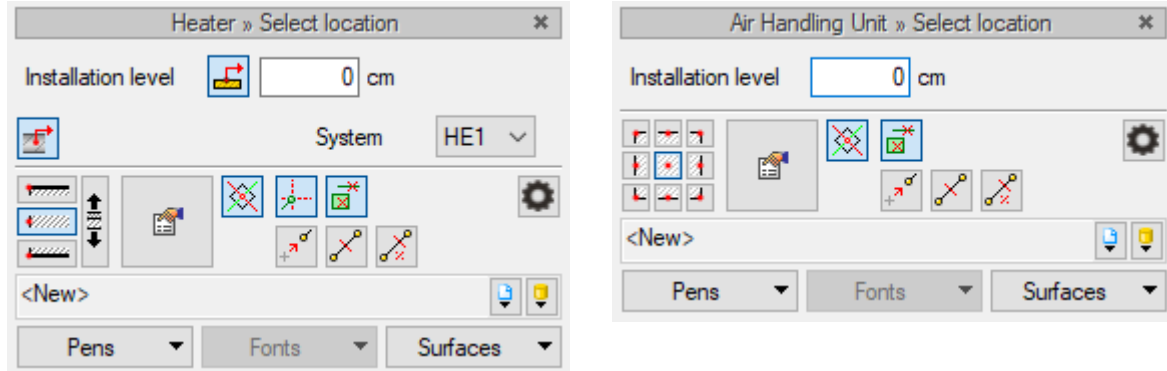 Heater » Select location
Installation level 0 cm
System HE1
<New>
Pens Fonts Surfaces
Air Handling Unit » Select location
Installation level 0 cm
<New>
Pens Fonts Surfaces